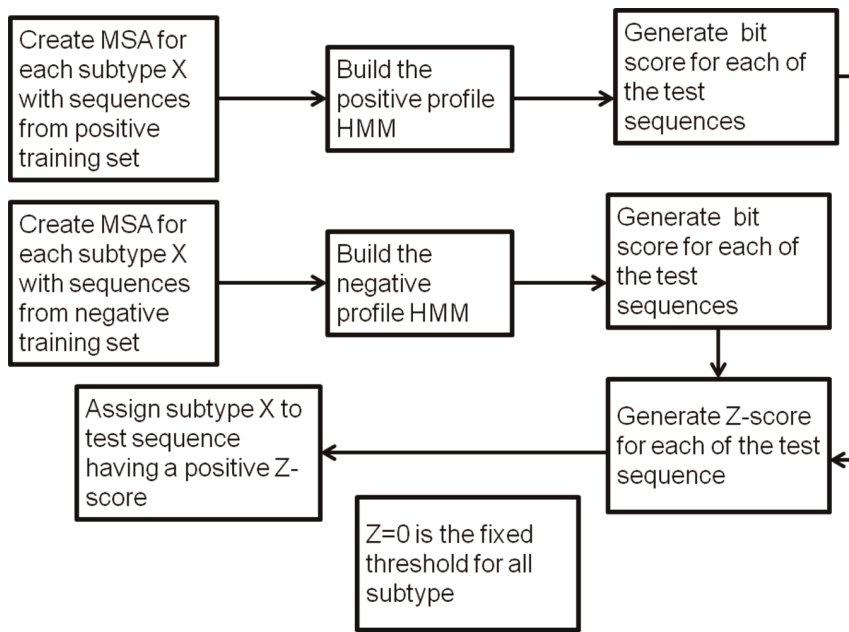 Create MSA for
each subtype X
with sequences
from positive
training set
Build the
positive profile
HMM
Generate bit
score for each of
the test
sequences
Create MSA for
each subtype X
with sequences
from negative
training set
Build the
negative
profile HMM
Generate bit
score for each of
the test
sequences
Generate Z-score
for each of the test
sequence
Assign subtype X to
test sequence
having a positive Z-
score
Z=0 is the fixed
threshold for all
subtype